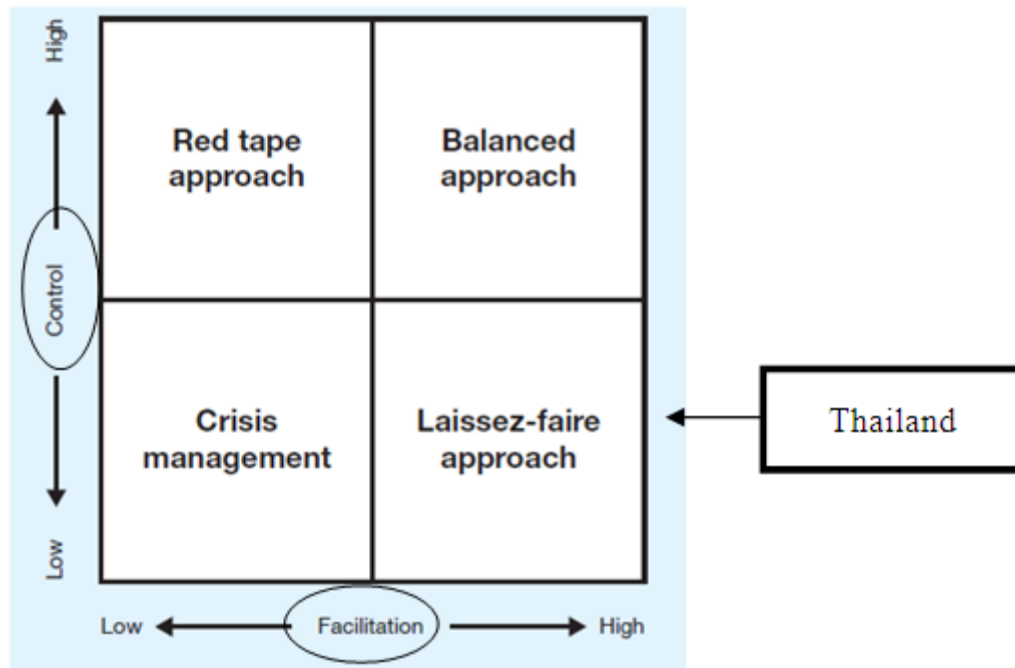 High
Red tape
approach
Balanced
approach
Control
Crisis
management
Laissez-faire
approach
Thailand
Low
Low
Facilitation
High